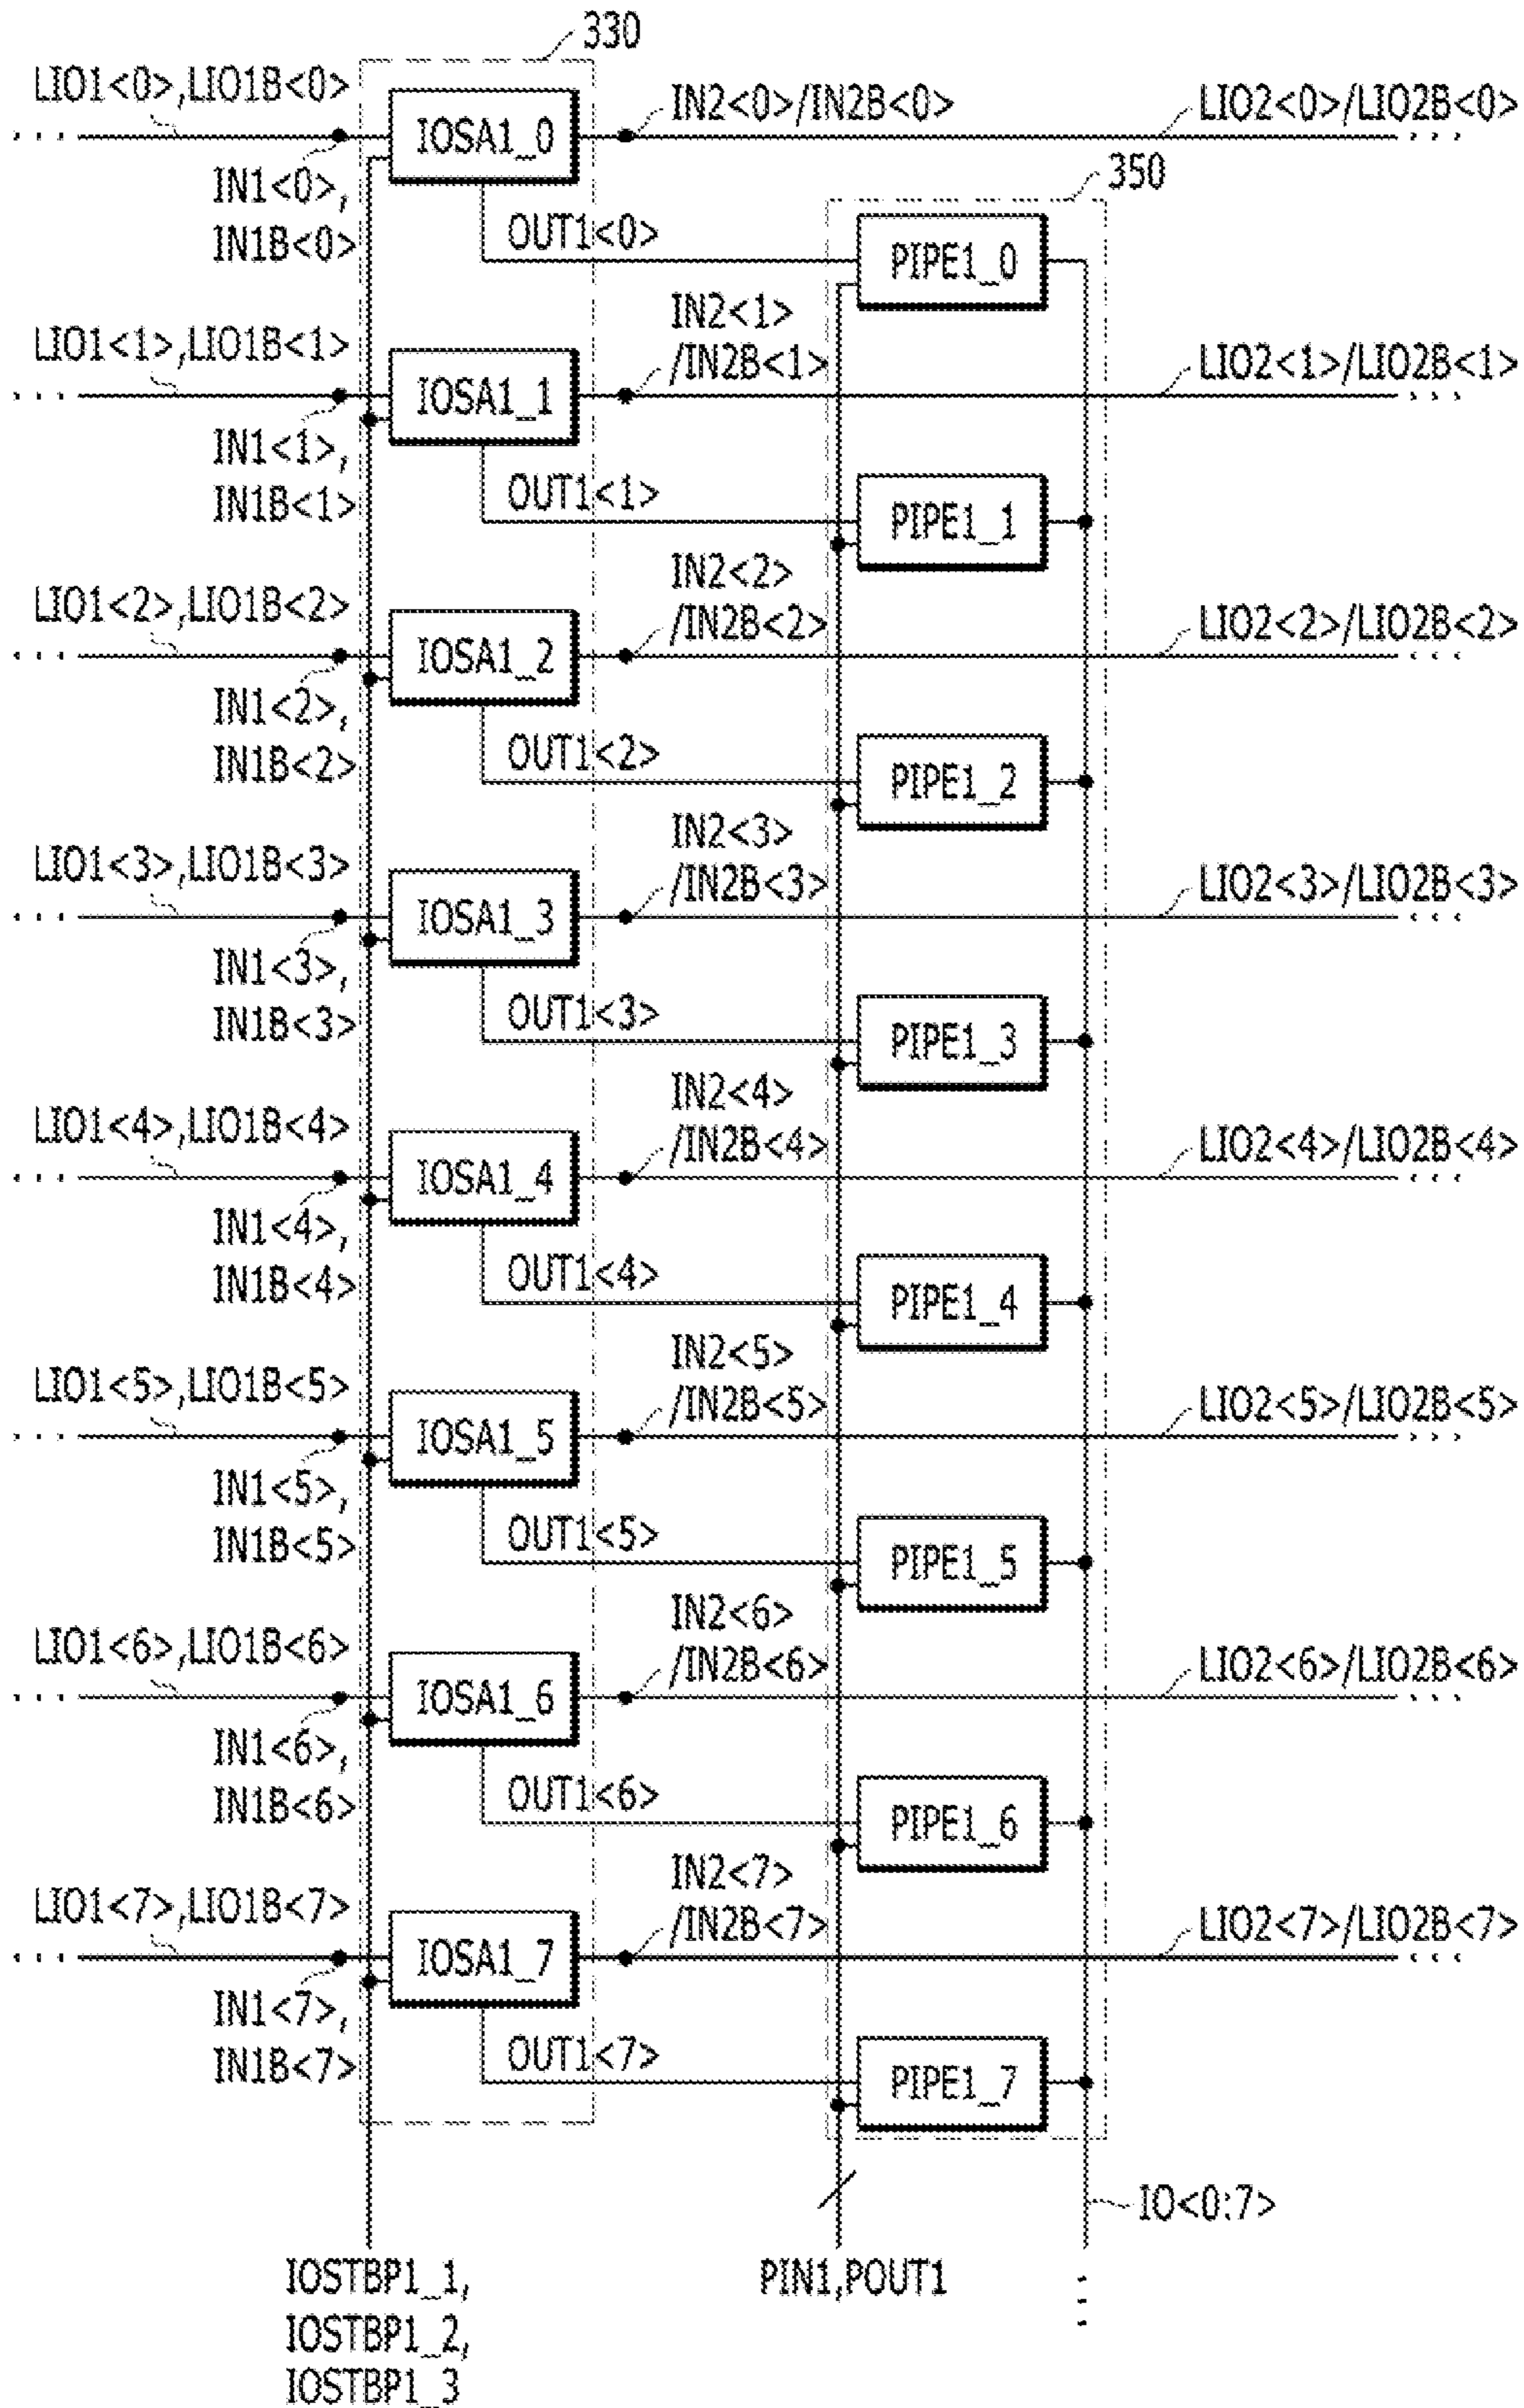 330
LIO1<0>,LIO1B<0>
IOSA1_0
IN2<0>/IN2B<0>
LIO2<0>/LIO2B<0>
IN1<0>,
IN1B<0>
OUT1<0>
350
PIPE1_0
LIO1<1>,LIO1B<1>
IOSA1_1
IN2<1>
/IN2B<1>
LIO2<1>/LIO2B<1>
IN1<1>,
IN1B<1>
OUT1<1>
PIPE1_1
LIO1<2>,LIO1B<2>
IOSA1_2
IN2<2>
/IN2B<2>
LIO2<2>/LIO2B<2>
IN1<2>,
IN1B<2>
OUT1<2>
PIPE1_2
LIO1<3>,LIO1B<3>
IOSA1_3
IN2<3>
/IN2B<3>
LIO2<3>/LIO2B<3>
IN1<3>,
IN1B<3>
OUT1<3>
PIPE1_3
LIO1<4>,LIO1B<4>
IOSA1_4
IN2<4>
/IN2B<4>
LIO2<4>/LIO2B<4>
IN1<4>,
IN1B<4>
OUT1<4>
PIPE1_4
LIO1<5>,LIO1B<5>
IOSA1_5
IN2<5>
/IN2B<5>
LIO2<5>/LIO2B<5>
IN1<5>,
IN1B<5>
OUT1<5>
PIPE1_5
LIO1<6>,LIO1B<6>
IOSA1_6
IN2<6>
/IN2B<6>
LIO2<6>/LIO2B<6>
IN1<6>,
IN1B<6>
OUT1<6>
PIPE1_6
LIO1<7>,LIO1B<7>
IOSA1_7
IN2<7>
/IN2B<7>
LIO2<7>/LIO2B<7>
IN1<7>,
IN1B<7>
OUT1<7>
PIPE1_7
IO<0:7>
IOSTBP1_1,
IOSTBP1_2,
IOSTBP1_3
PIN1,POUT1